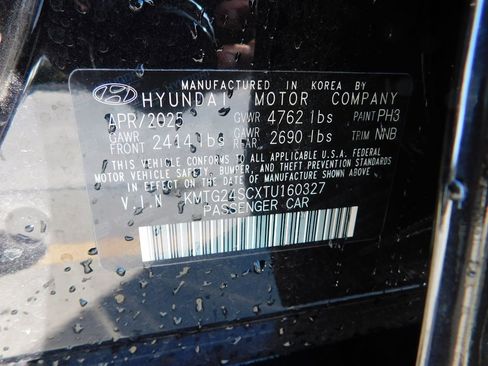 MANUFACTURED IN KOREA BY
HYUNDAI MOTOR COMPANY
APR/2025 GVWR 4762 lbs PAINT PH3
GAWR FRONT 2414 lbs GAWR REAR 2690 lbs TRIM NNB
THIS VEHICLE CONFORMS TO ALL APPLICABLE U.S.A. FEDERAL
MOTOR VEHICLE SAFETY, BUMPER, AND THEFT PREVENTION
STANDARDS IN EFFECT ON THE DATE OF MANUFACTURE
SHOWN ABOVE.
V.I.N KMTG24SCXTU160327
PASSENGER CAR